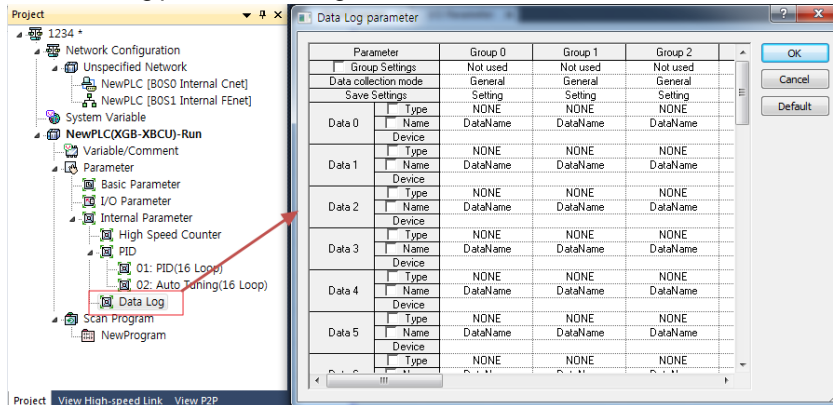 Project
1234 *
Network Configuration
Unspecified Network
NewPLC [B0S0 Internal Cnet]
NewPLC [B0S1 Internal FEnet]
System Variable
NewPLC(XGB-XBCU)-Run
Variable/Comment
Parameter
Basic Parameter
I/O Parameter
Internal Parameter
High Speed Counter
PID
01: PID(16 Loop)
02: Auto Tuning(16 Loop)
Data Log
Scan Program
NewProgram
Project View High-speed Link View P2P
Data Log parameter
Parameter Group 0 Group 1 Group 2
Group Settings Not used Not used Not used
Data collection mode General General General
Save Settings Setting Setting Setting
Data 0 Type NONE NONE NONE
Name DataName DataName DataName
Device
Data 1 Type NONE NONE NONE
Name DataName DataName DataName
Device
Data 2 Type NONE NONE NONE
Name DataName DataName DataName
Device
Data 3 Type NONE NONE NONE
Name DataName DataName DataName
Device
Data 4 Type NONE NONE NONE
Name DataName DataName DataName
Device
Data 5 Type NONE NONE NONE
Name DataName DataName DataName
Device
Type NONE NONE NONE
OK
Cancel
Default